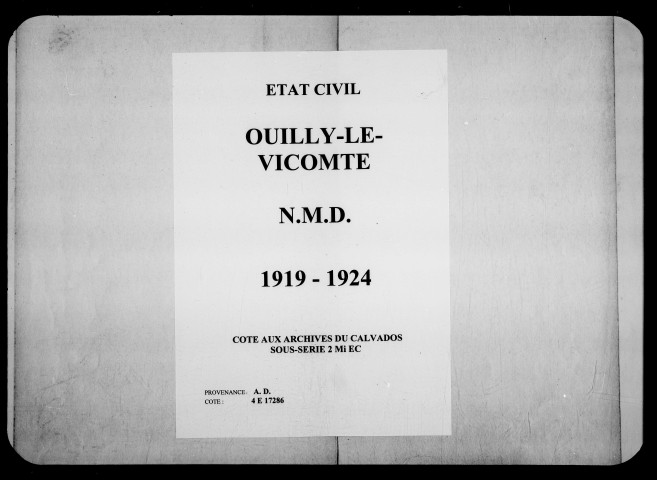 ETAT CIVIL
OUILLY-LE-
VICOMTE
N.M.D.
1919 - 1924
COTE AUX ARCHIVES DU CALVADOS
SOUS-SERIE 2 Mi EC
PROVENANCE: A. D.
COTE: 4 E 17286